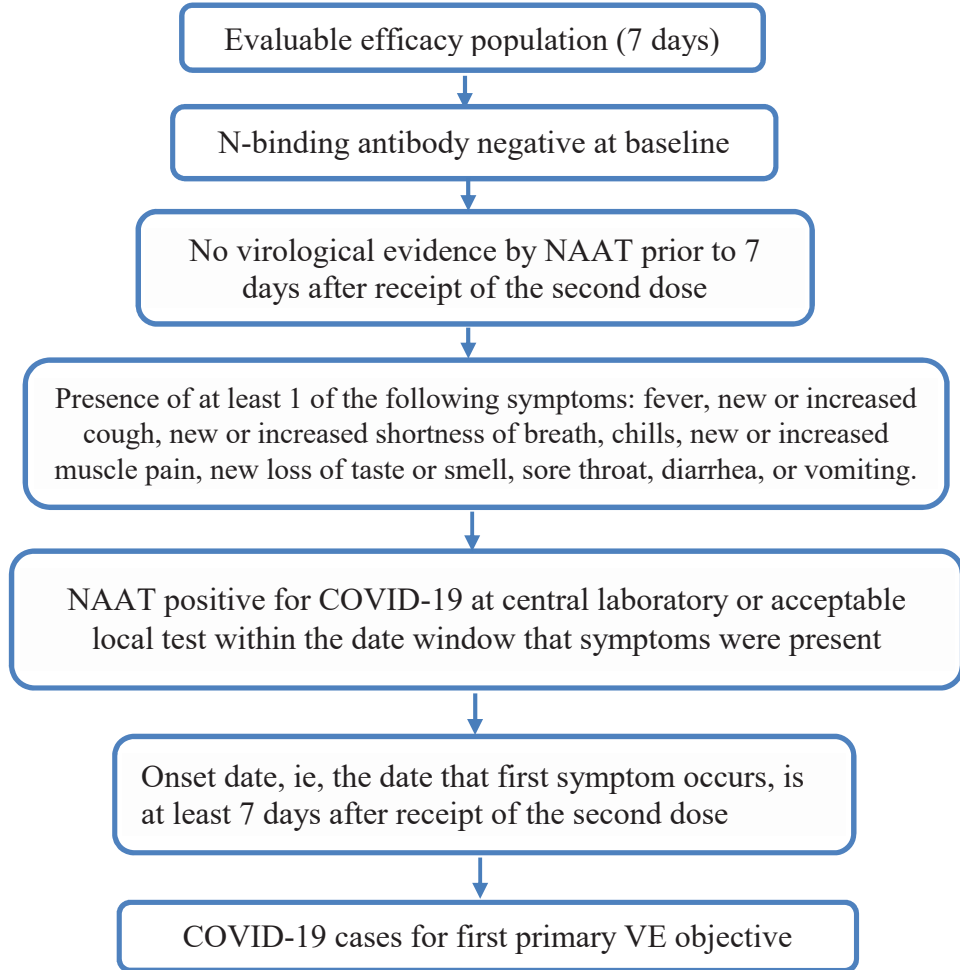 Evaluable efficacy population (7 days)
N-binding antibody negative at baseline
No virological evidence by NAAT prior to 7
days after receipt of the second dose
Presence of at least 1 of the following symptoms: fever, new or increased
cough, new or increased shortness of breath, chills, new or increased
muscle pain, new loss of taste or smell, sore throat, diarrhea, or vomiting.
NAAT positive for COVID-19 at central laboratory or acceptable
local test within the date window that symptoms were present
Onset date, ie, the date that first symptom occurs, is
at least 7 days after receipt of the second dose
COVID-19 cases for first primary VE objective